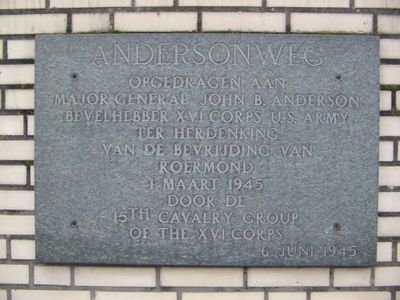 ANDERSONWEG
OPGEDRAGEN AAN
MAJOR-GENERAL JOHN B. ANDERSON
BEVELHEBBER XVI CORPS U.S. ARMY
TER HERDENKING
VAN DE BEVRIJDING VAN
ROERMOND
1 MAART 1945
DOOR DE
15TH CAVALRY GROUP
OF THE XVI CORPS
6 JUNI 1945